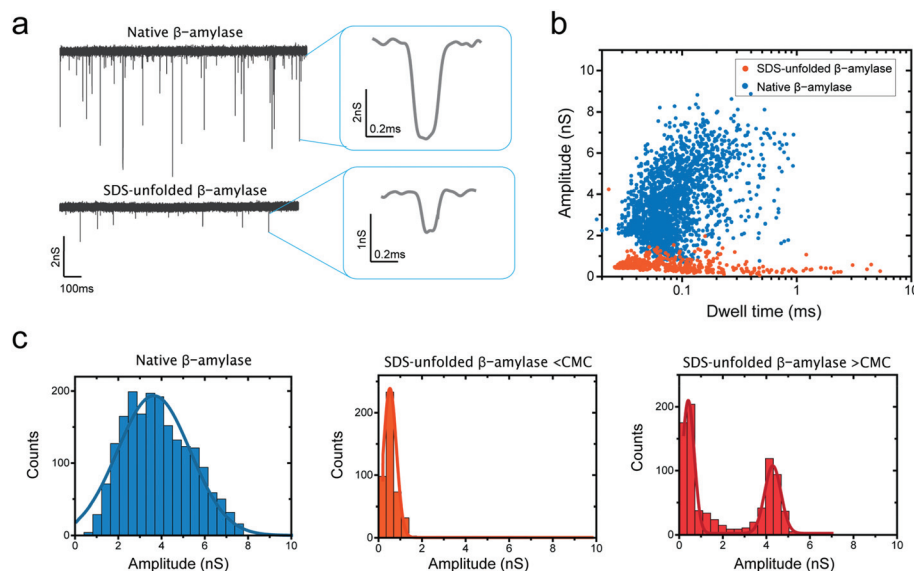 a
Native β-amylase
2nS
0.2ms
SDS-unfolded β-amylase
2nS
100ms
1nS
0.2ms
b
SDS-unfolded β-amylase
Native β-amylase
Amplitude (nS)
10
8
6
4
2
0
0.1 1 10
Dwell time (ms)
c
Native β-amylase
Counts
200
100
0
0 2 4 6 8 10
Amplitude (nS)
SDS-unfolded β-amylase <CMC
Counts
200
100
0
0 2 4 6 8 10
Amplitude (nS)
SDS-unfolded β-amylase >CMC
Counts
200
100
0
0 2 4 6 8 10
Amplitude (nS)